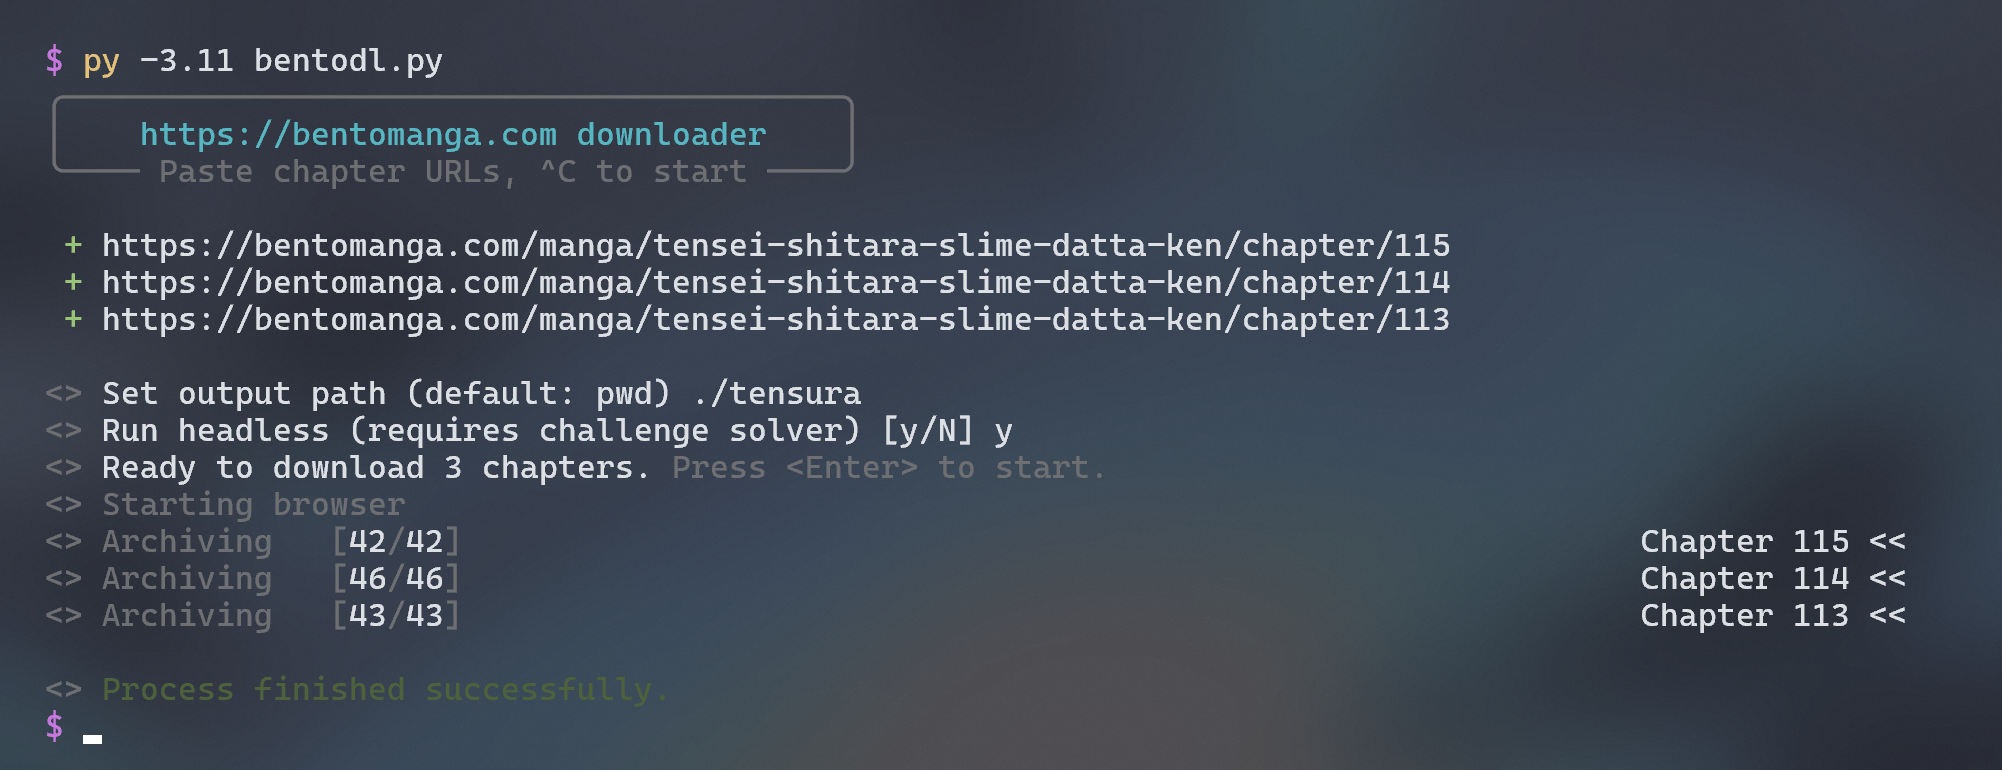 $ py -3.11 bentodl.py
https://bentomanga.com downloader
Paste chapter URLs, ^C to start
+ https://bentomanga.com/manga/tensei-shitara-slime-datta-ken/chapter/115
+ https://bentomanga.com/manga/tensei-shitara-slime-datta-ken/chapter/114
+ https://bentomanga.com/manga/tensei-shitara-slime-datta-ken/chapter/113
<> Set output path (default: pwd) ./tensura
<> Run headless (requires challenge solver) [y/N] y
<> Ready to download 3 chapters. Press <Enter> to start.
<> Starting browser
<> Archiving [42/42] Chapter 115 <<
<> Archiving [46/46] Chapter 114 <<
<> Archiving [43/43] Chapter 113 <<
<> Process finished successfully.
$